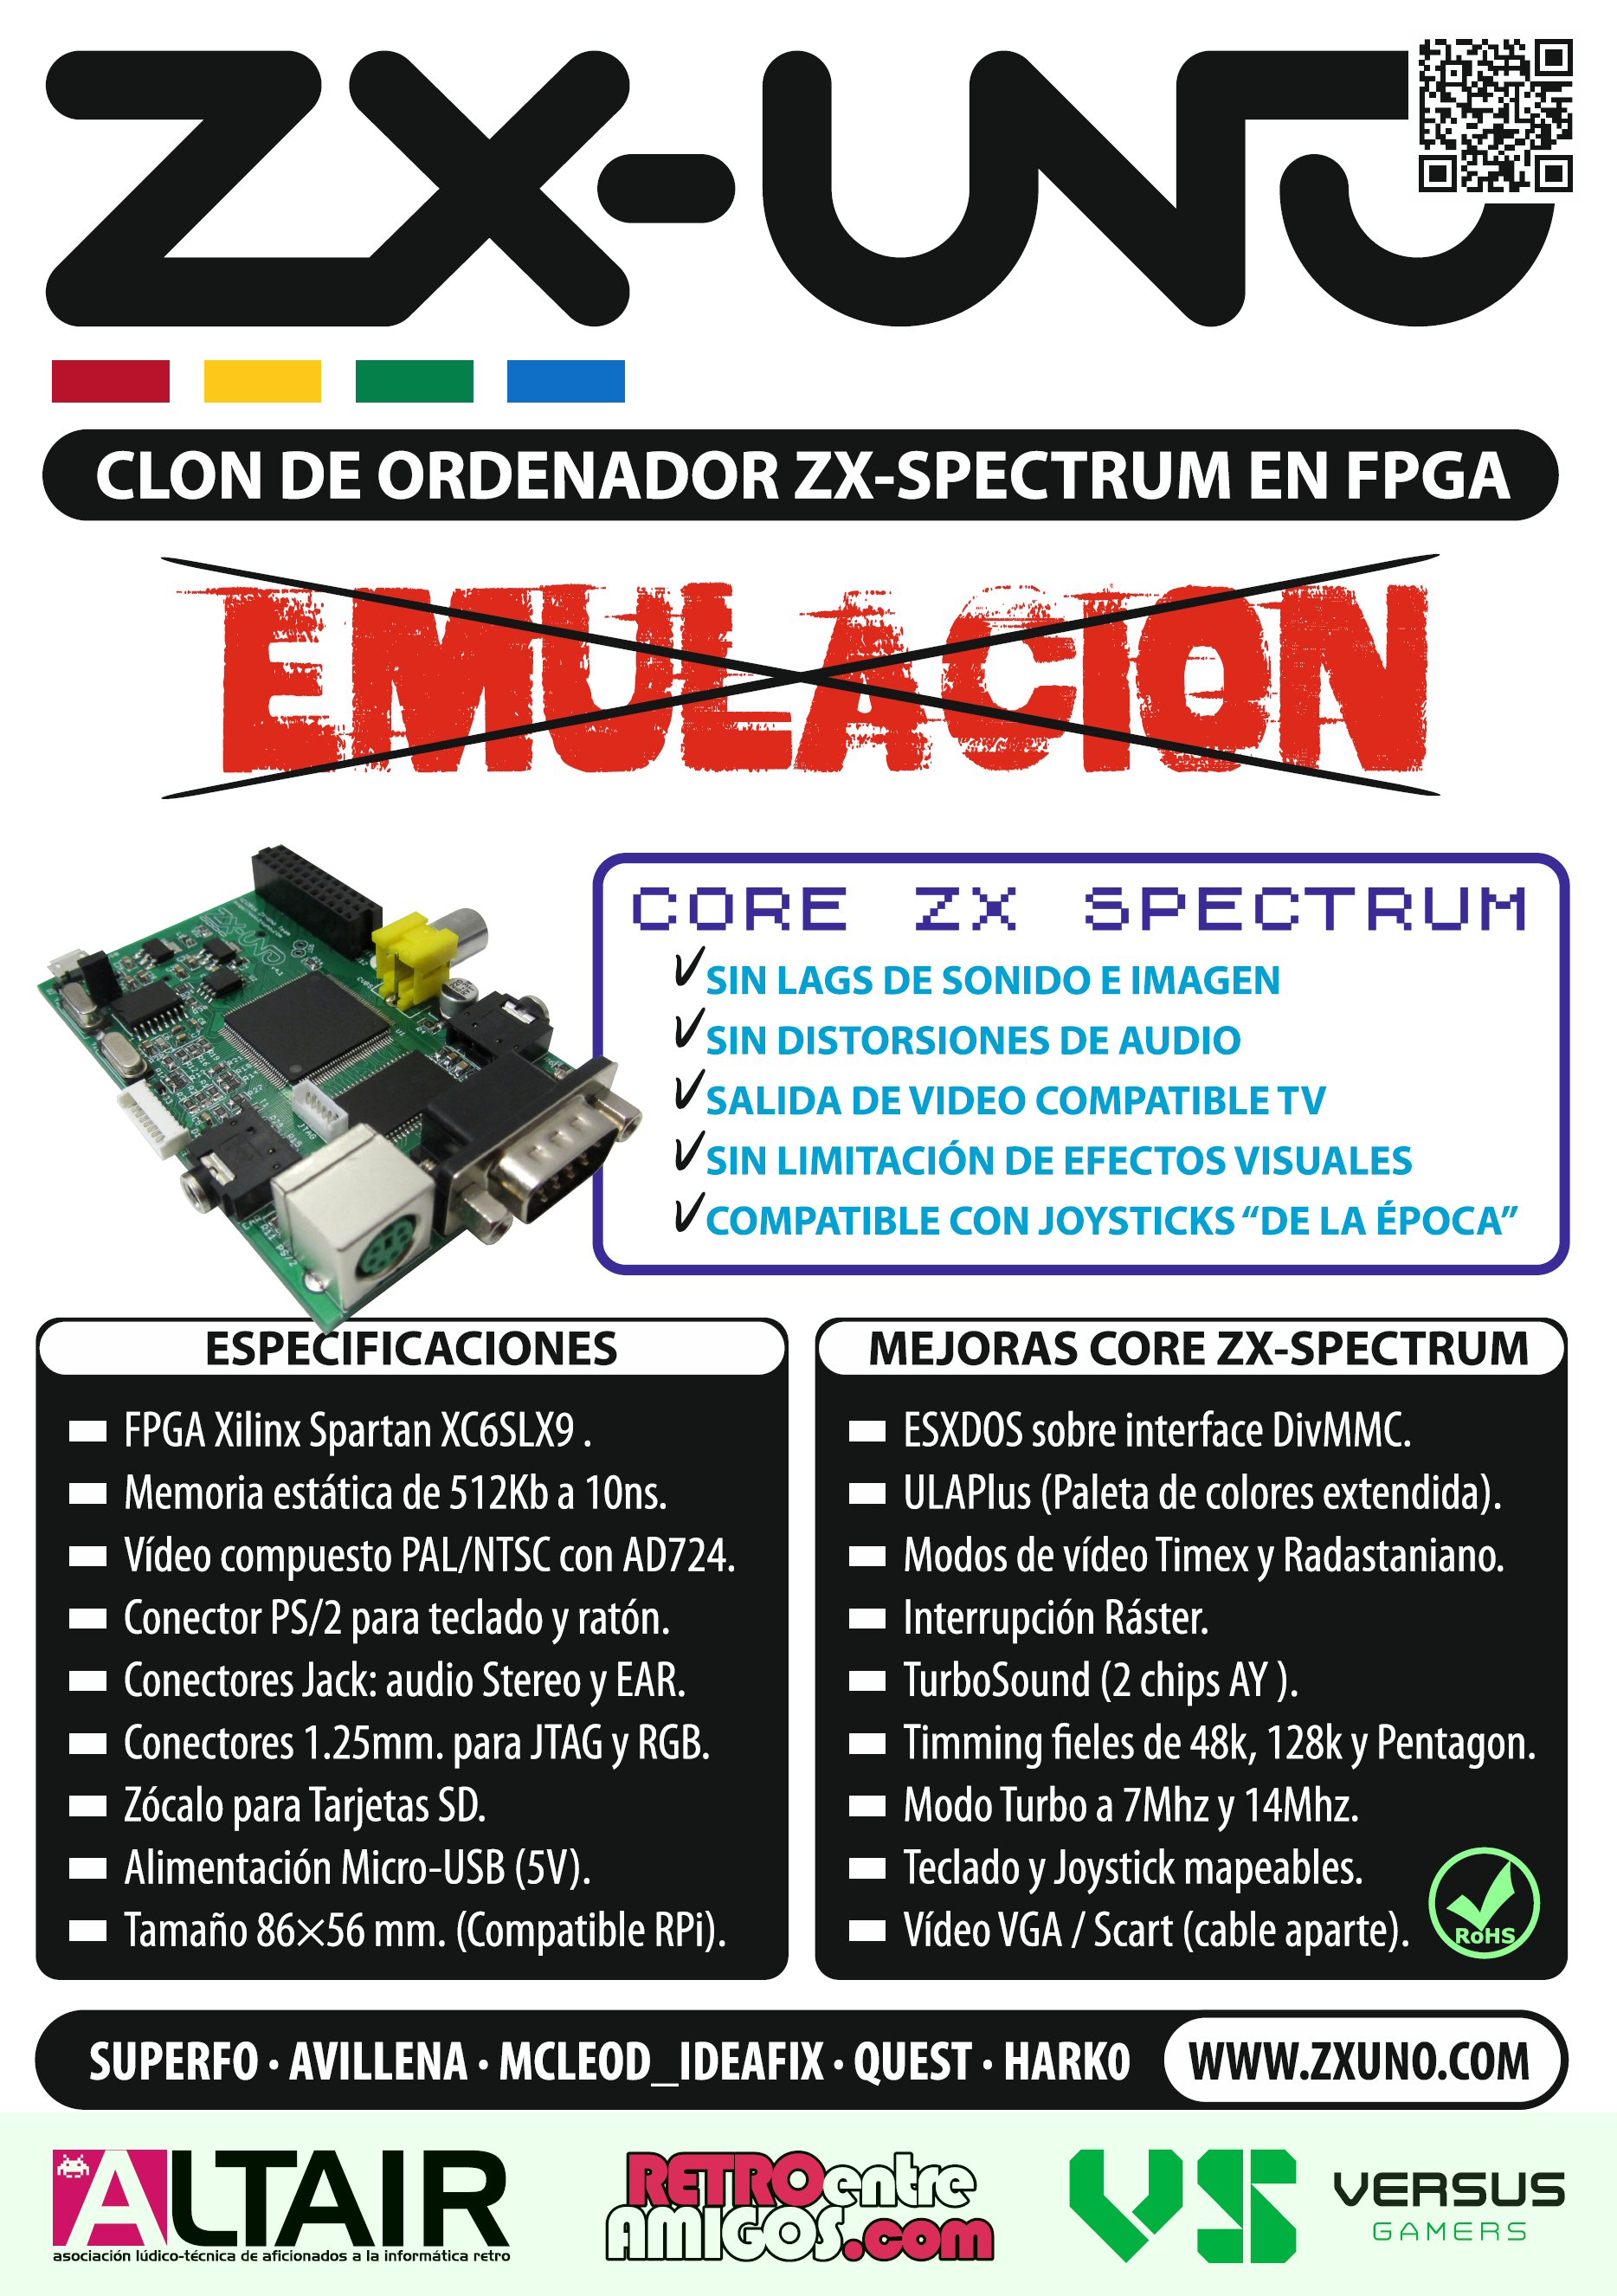 ZX-UNO
CLON DE ORDENADOR ZX-SPECTRUM EN FPGA
EMULACION
CORE ZX SPECTRUM
SIN LAGS DE SONIDO E IMAGEN
SIN DISTORSIONES DE AUDIO
SALIDA DE VIDEO COMPATIBLE TV
SIN LIMITACIÓN DE EFECTOS VISUALES
COMPATIBLE CON JOYSTICKS “DE LA ÉPOCA”
ZX-UNO
JTAG
EAR
PS/2
ESPECIFICACIONES
FPGA Xilinx Spartan XC6SLX9 .
Memoria estática de 512Kb a 10ns.
Vídeo compuesto PAL/NTSC con AD724.
Conector PS/2 para teclado y ratón.
Conectores Jack: audio Stereo y EAR.
Conectores 1.25mm. para JTAG y RGB.
Zócalo para Tarjetas SD.
Alimentación Micro-USB (5V).
Tamaño 86×56 mm. (Compatible RPi).
MEJORAS CORE ZX-SPECTRUM
ESXDOS sobre interface DivMMC.
ULAPlus (Paleta de colores extendida).
Modos de vídeo Timex y Radastaniano.
Interrupción Ráster.
TurboSound (2 chips AY ).
Timming fieles de 48k, 128k y Pentagon.
Modo Turbo a 7Mhz y 14Mhz.
Teclado y Joystick mapeables.
Vídeo VGA / Scart (cable aparte).
RoHS
SUPERFO · AVILLENA · MCLEOD_IDEAFIX · QUEST · HARK0
WWW.ZXUNO.COM
ALTAIR
asociación lúdico-técnica de aficionados a la informática retro
RETROentre
AMIGOS.com
VS
VERSUS
GAMERS